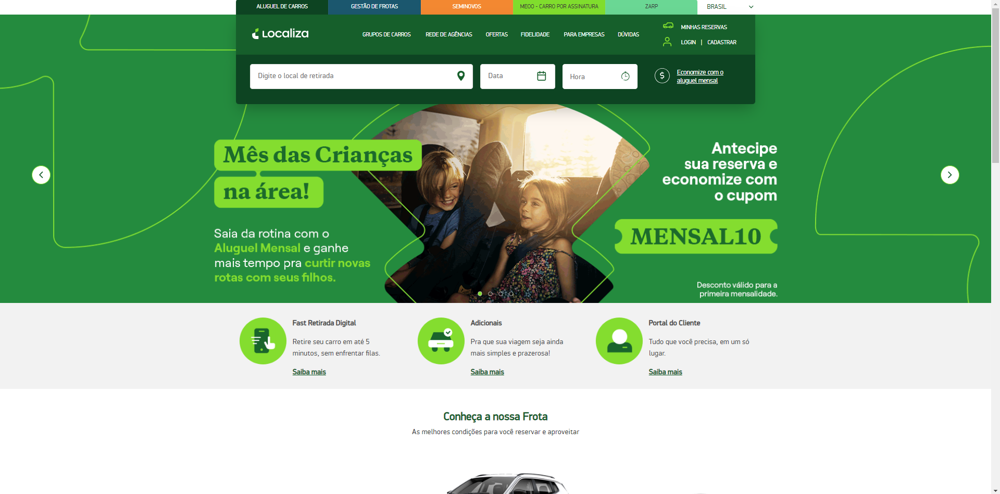 ALUGUEL DE CARROS
GESTÃO DE FROTAS
SEMINOVOS
MEOO - CARRO POR ASSINATURA
ZARP
BRASIL
Localiza
GRUPOS DE CARROS
REDE DE AGÊNCIAS
OFERTAS
FIDELIDADE
PARA EMPRESAS
DÚVIDAS
MINHAS RESERVAS
LOGIN | CADASTRAR
Digite o local de retirada
Data
Hora
$
Economize com o
aluguel mensal
Mês das Crianças
na área!
Saia da rotina com o
Aluguel Mensal e ganhe
mais tempo pra curtir novas
rotas com seus filhos.
Antecipe
sua reserva e
economize com
o cupom
MENSAL10
Desconto válido para a
primeira mensalidade.
Fast Retirada Digital
Retire seu carro em até 5
minutos, sem enfrentar filas.
Saiba mais
Adicionais
Pra que sua viagem seja ainda
mais simples e prazerosa!
Saiba mais
Portal do Cliente
Tudo que você precisa, em um só
lugar.
Saiba mais
Conheça a nossa Frota
As melhores condições para você reservar e aproveitar